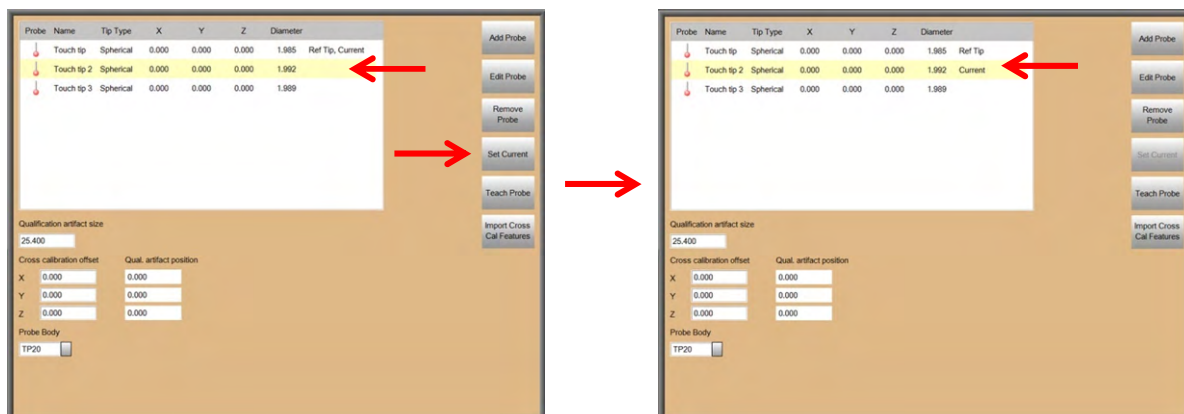 Probe Name Tip Type X Y Z Diameter
Touch tip Spherical 0.000 0.000 0.000 1.985 Ref Tip, Current
Touch tip 2 Spherical 0.000 0.000 0.000 1.992
Touch tip 3 Spherical 0.000 0.000 0.000 1.989
Add Probe
Edit Probe
Remove
Probe
Set Current
Teach Probe
Import Cross
Cal Features
Qualification artifact size
25.400
Cross calibration offset Qual. artifact position
X 0.000 0.000
Y 0.000 0.000
Z 0.000 0.000
Probe Body
TP20
Probe Name Tip Type X Y Z Diameter
Touch tip Spherical 0.000 0.000 0.000 1.985 Ref Tip
Touch tip 2 Spherical 0.000 0.000 0.000 1.992 Current
Touch tip 3 Spherical 0.000 0.000 0.000 1.989
Add Probe
Edit Probe
Remove
Probe
Set Current
Teach Probe
Import Cross
Cal Features
Qualification artifact size
25.400
Cross calibration offset Qual. artifact position
X 0.000 0.000
Y 0.000 0.000
Z 0.000 0.000
Probe Body
TP20